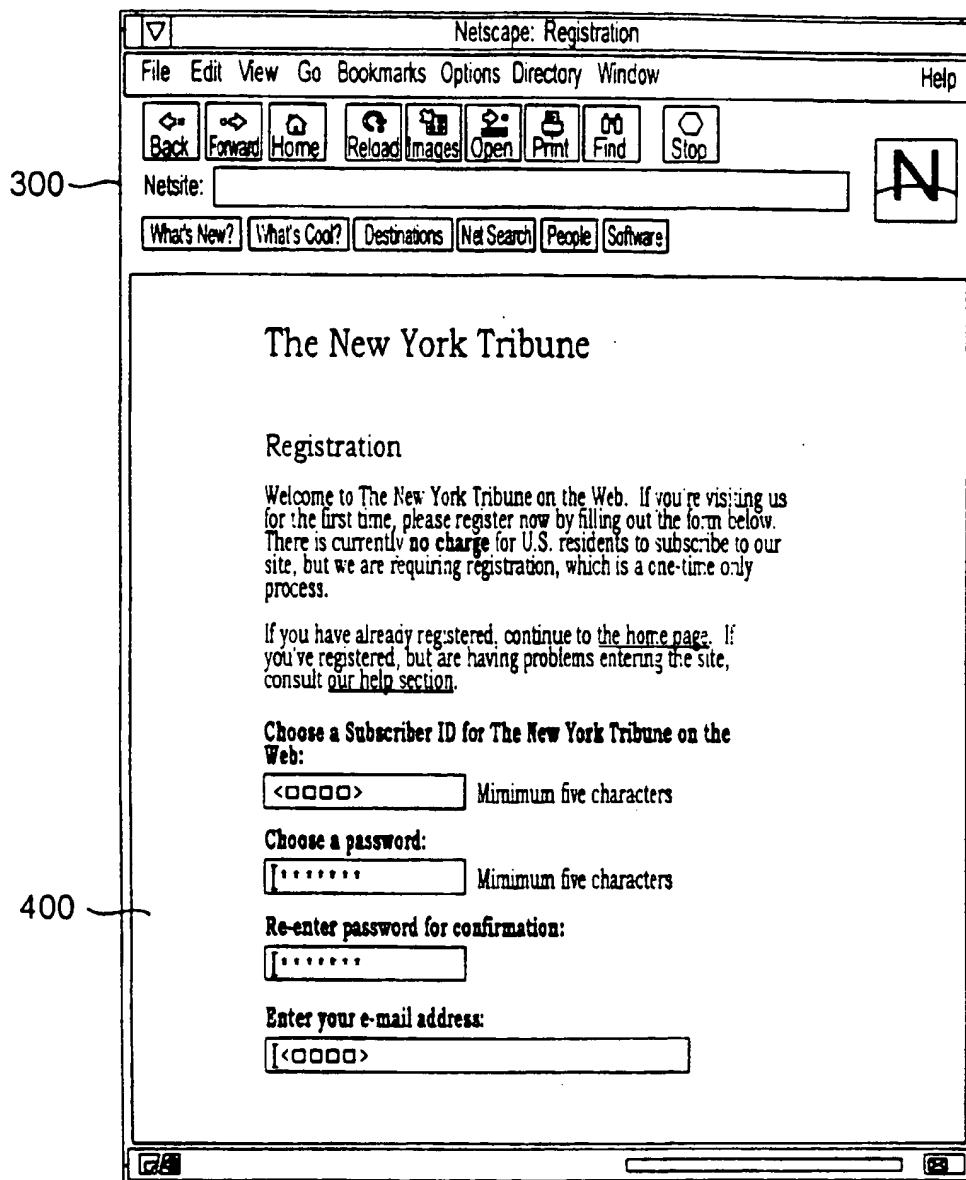 Netscape: Registration
File Edit View Go Bookmarks Options Directory Window Help
Back Forward Home Reload Images Open Print Find Stop
N
300
Netsite:
What's New? What's Cool? Destinations Net Search People Software
The New York Tribune
Registration
Welcome to The New York Tribune on the Web. If you're visiting us
for the first time, please register now by filling out the form below.
There is currently no charge for U.S. residents to subscribe to our
site, but we are requiring registration, which is a one-time only
process.
If you have already registered, continue to the home page. If
you've registered, but are having problems entering the site,
consult our help section.
Choose a Subscriber ID for The New York Tribune on the
Web:
<□□□□> Mimimum five characters
Choose a password:
******* Mimimum five characters
400
Re-enter password for confirmation:
*******
Enter your e-mail address:
<□□□□>